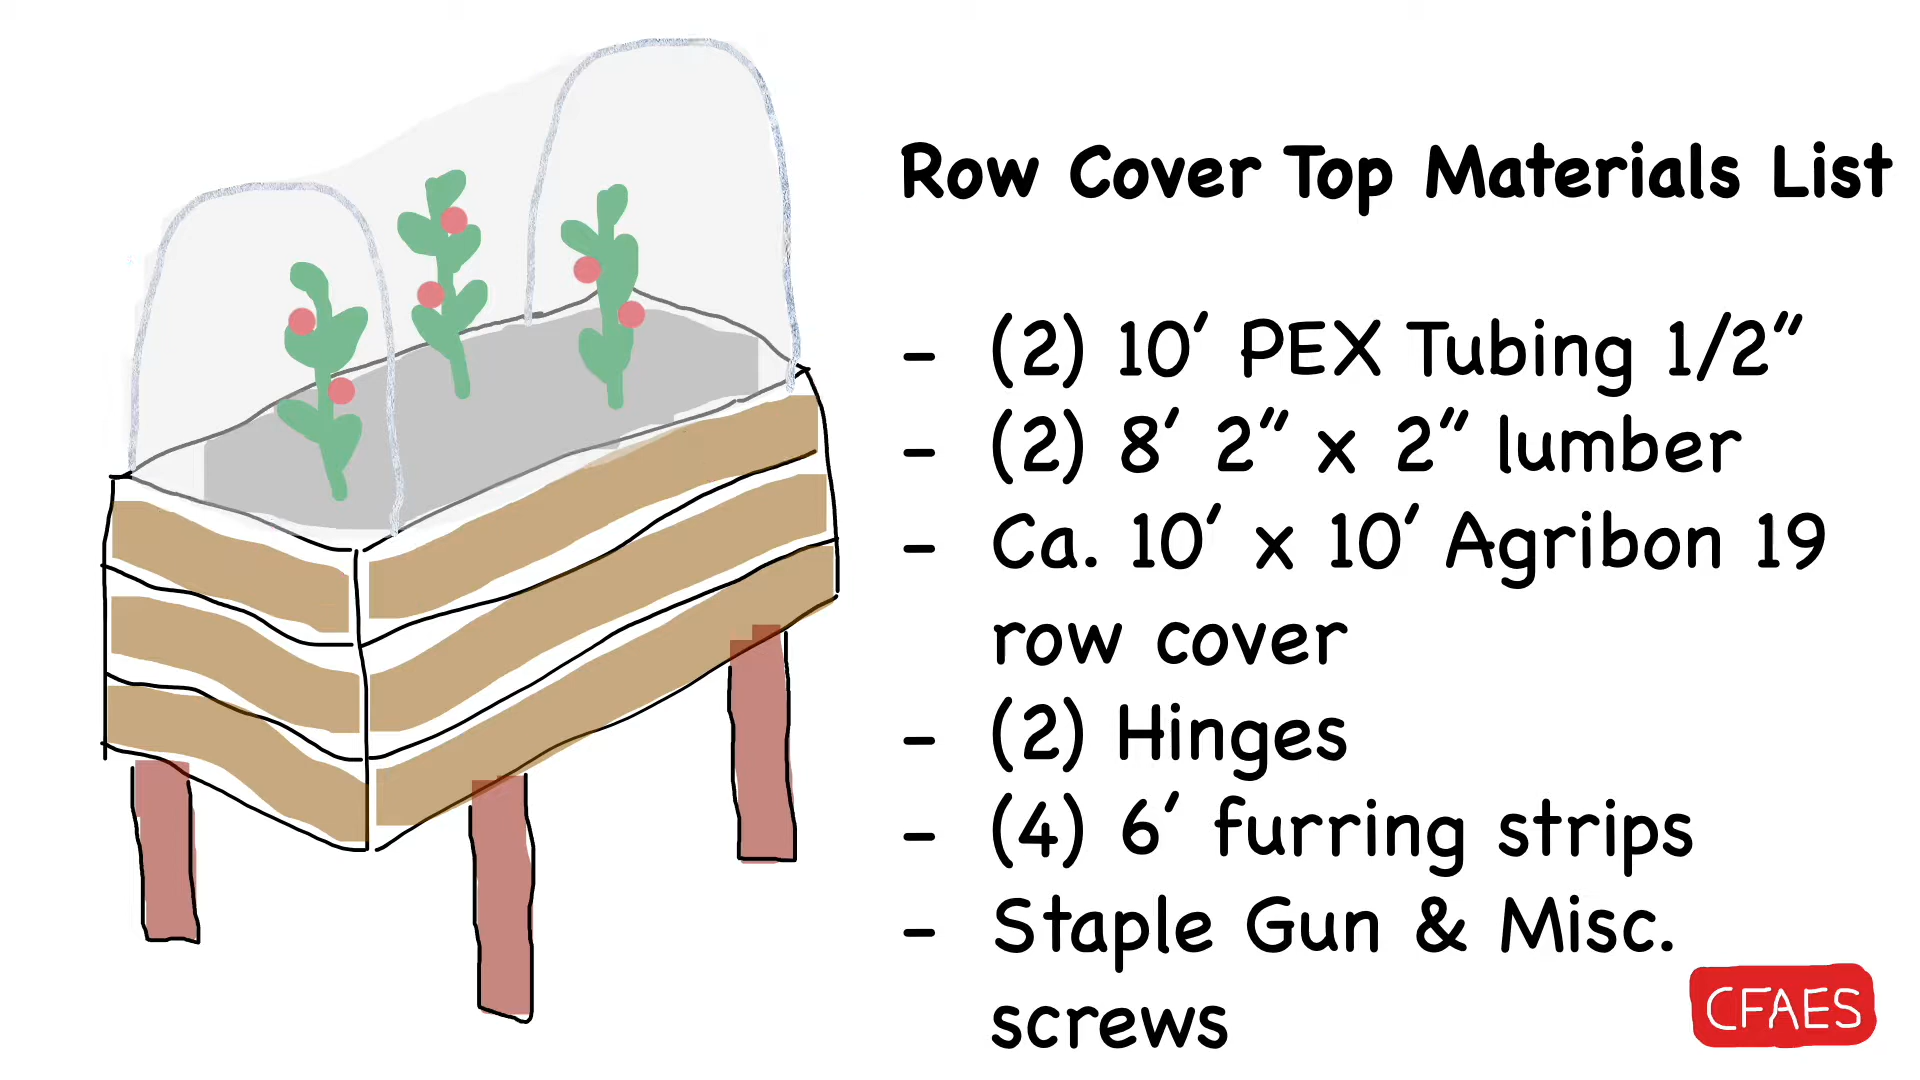 Row Cover Top Materials List
- (2) 10′ PEX Tubing 1/2″
- (2) 8′ 2″ x 2″ lumber
- Ca. 10′ x 10′ Agribon 19
row cover
- (2) Hinges
- (4) 6′ furring strips
- Staple Gun & Misc.
screws
CFAES